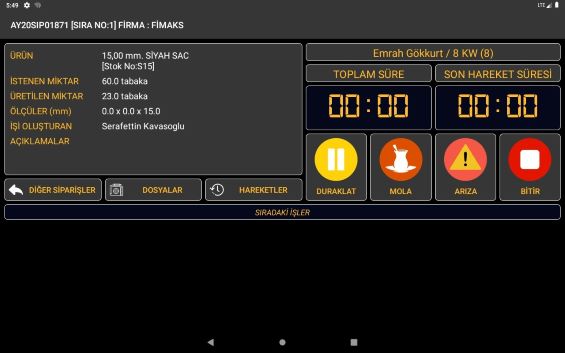 5:49
LTE
AY20SIP01871 [SIRA NO:1] FİRMA : FİMAKS
ÜRÜN 15,00 mm. SİYAH SAC
[Stok No:S15]
İSTENEN MİKTAR 60.0 tabaka
ÜRETİLEN MİKTAR 23.0 tabaka
ÖLÇÜLER (mm) 0.0 x 0.0 x 15.0
İŞİ OLUŞTURAN Serafettin Kavasoglu
AÇIKLAMALAR
Emrah Gökkurt / 8 KW (8)
TOPLAM SÜRE SON HAREKET SÜRESİ
00:00 00:00
DURAKLAT MOLA ARIZA BİTİR
DİĞER SİPARİŞLER DOSYALAR HAREKETLER
SIRADAKİ İŞLER